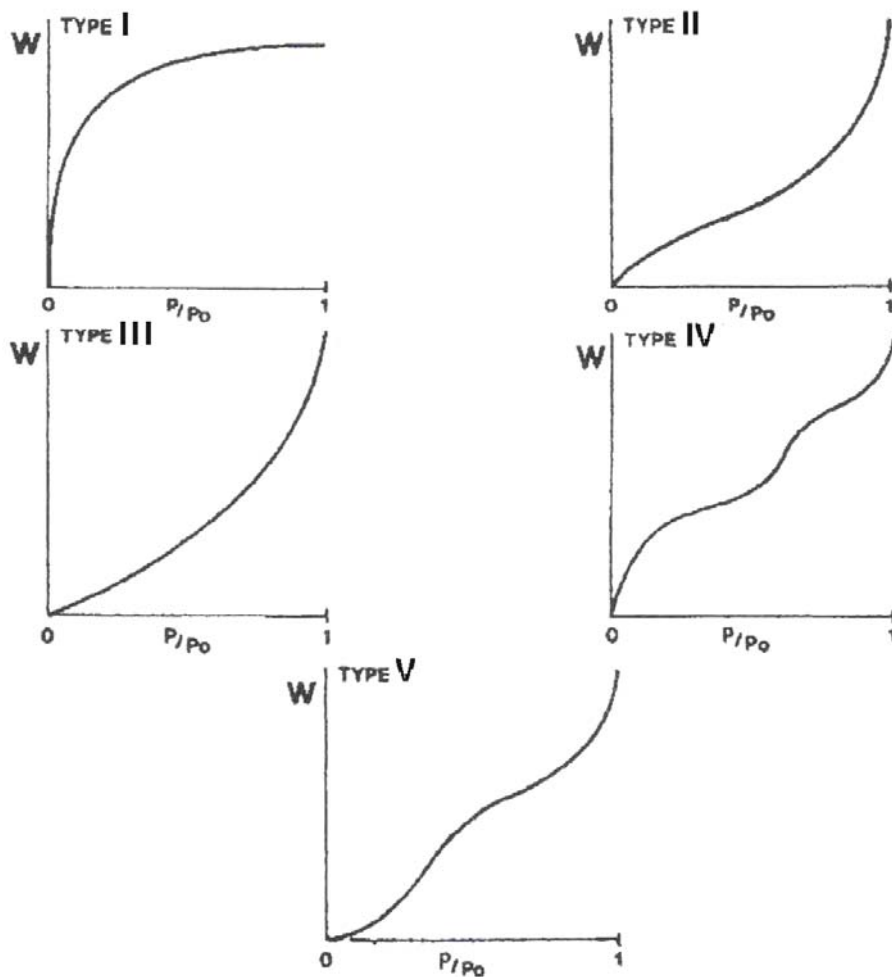 TYPE I
W
0 P/Po 1
TYPE II
W
0 P/Po 1
TYPE III
W
0 P/Po 1
TYPE IV
W
0 P/Po 1
TYPE V
W
0 P/Po 1